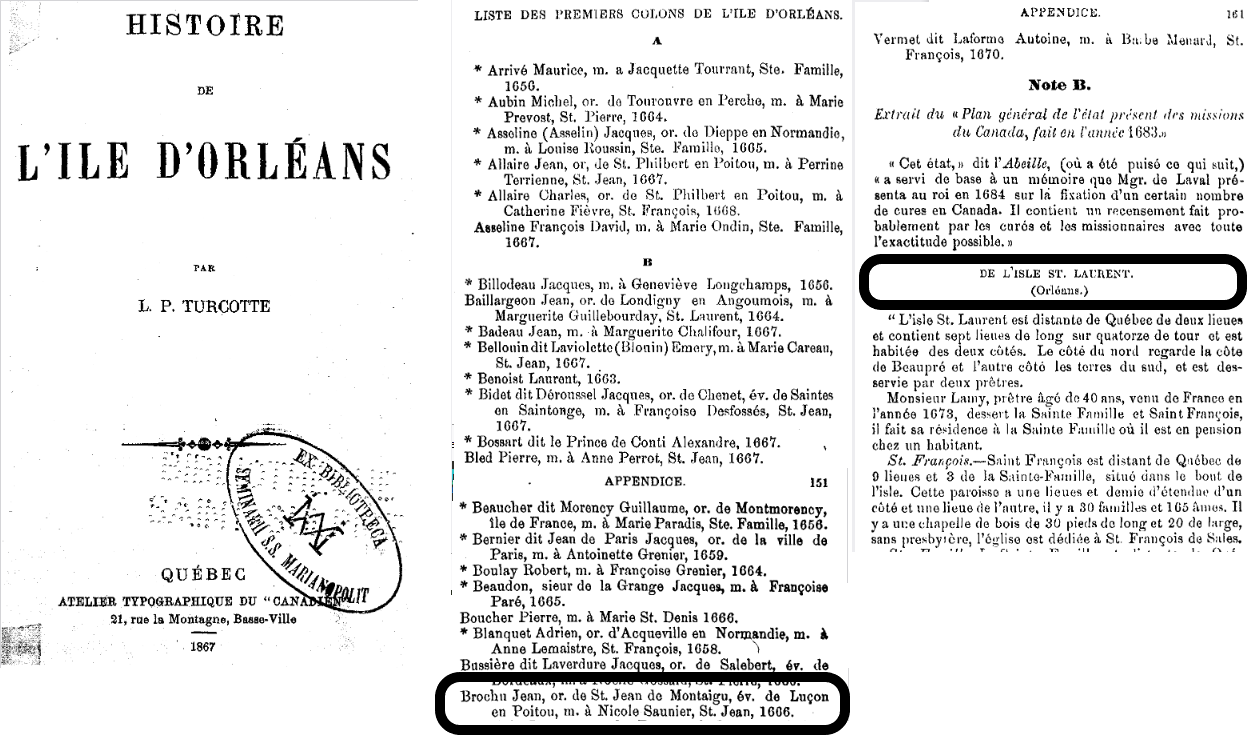 HISTOIRE
DE
L'ILE D'ORLÉANS
PAR
L. P. TURCOTTE
EX. BIBLIOTHECA
SEMINARII S.S. MARIANOPOLIT
QUÉBEC
ATELIER TYPOGRAPHIQUE DU "CANADIEN"
21, rue la Montagne, Basse-Ville
1867
LISTE DES PREMIERS COLONS DE L'ILE D'ORLÉANS.
A
* Arrivé Maurice, m. a Jacquette Tourrant, Ste. Famille,
1656.
* Aubin Michel, or. de Tourouvre en Perche, m. à Marie
Prevost, St. Pierre, 1664.
* Asseline (Asselin) Jacques, or. de Dieppe en Normandie,
m. à Louise Roussin, Ste. Famille, 1665.
* Allaire Jean, or, de St. Philbert en Poitou, m. à Perrine
Terrienne, St. Jean, 1667.
* Allaire Charles, or. de St. Philbert en Poitou, m. à
Catherine Fièvre, St. François, 1668.
Asseline François David, m. à Marie Ondin, Ste. Famille,
1667.
B
* Billodeau Jacques, m. à Geneviève Longchamps, 1656.
Baillargeon Jean, or. de Londigny en Angoumois, m. à
Marguerite Guillebourday, St. Laurent, 1664.
* Badeau Jean, m. à Marguerite Chalifour, 1667.
* Bellouin dit Laviolette (Blouin) Emery, m. à Marie Careau,
St. Jean, 1667.
* Benoist Laurent, 1663.
* Bidet dit Déroussel Jacques, or. de Chenet, év. de Saintes
en Saintonge, m. à Françoise Desfossés, St. Jean,
1667.
* Bossart dit le Prince de Conti Alexandre, 1667.
Bled Pierre, m. à Anne Perrot, St. Jean, 1667.
APPENDICE. 151
* Beaucher dit Morency Guillaume, or. de Montmorency,
île de France, m. à Marie Paradis, Ste. Famille, 1656.
* Bernier dit Jean de Paris Jacques, or. de la ville de
Paris, m. à Antoinette Grenier, 1659.
* Boulay Robert, m. à Françoise Grenier, 1664.
* Beaudon, sieur de la Grange Jacques, m. à Françoise
Paré, 1665.
Boucher Pierre, m. à Marie St. Denis 1666.
* Blanquet Adrien, or. d'Acqueville en Normandie, m. à
Anne Lemaistre, St. François, 1658.
Bussière dit Laverdure Jacques, or. de Salebert, év. de
Brochu Jean, or. de St. Jean de Montaigu, év. de Luçon
en Poitou, m. à Nicole Saunier, St. Jean, 1666.
APPENDICE. 161
Vermet dit Laforme Antoine, m. à Barbe Menard, St.
François, 1670.
Note B.
Extrait du « Plan général de l'état présent des missions
du Canada, fait en l'année 1683.»
« Cet état,» dit l'Abeille, (où a été puisé ce qui suit,)
« a servi de base à un mémoire que Mgr. de Laval pré-
senta au roi en 1684 sur la fixation d'un certain nombre
de cures en Canada. Il contient un recensement fait pro-
bablement par les curés et les missionnaires avec toute
l'exactitude possible. »
DE L'ISLE ST. LAURENT.
(Orléans.)
" L'isle St. Laurent est distante de Québec de deux lieues
et contient sept lieues de long sur quatorze de tour et est
habitée des deux côtés. Le côté du nord regarde la côte
de Beaupré et l'autre côté les terres du sud, et est des-
servie par deux prêtres.
Monsieur Lamy, prêtre âgé de 40 ans, venu de France en
l'année 1673, dessert la Sainte Famille et Saint François,
il fait sa résidence à la Sainte Famille où il est en pension
chez un habitant.
St. François.—Saint François est distant de Québec de
9 lieues et 3 de la Sainte-Famille, situé dans le bout de
l'isle. Cette paroisse a une lieues et demie d'étendue d'un
côté et une lieue de l'autre, il y a 30 familles et 165 âmes. Il
y a une chapelle de bois de 30 pieds de long et 20 de large,
sans presbytère, l'église est dédiée à St. François de Sales.